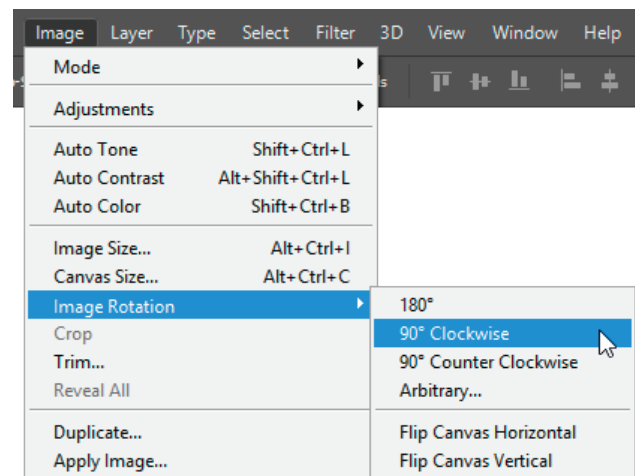 Image Layer Type Select Filter 3D View Window Help
Mode
Adjustments
Auto Tone Shift+Ctrl+L
Auto Contrast Alt+Shift+Ctrl+L
Auto Color Shift+Ctrl+B
Image Size... Alt+Ctrl+I
Canvas Size... Alt+Ctrl+C
Image Rotation
180°
Crop
90° Clockwise
Trim...
90° Counter Clockwise
Reveal All
Arbitrary...
Duplicate...
Flip Canvas Horizontal
Apply Image...
Flip Canvas Vertical